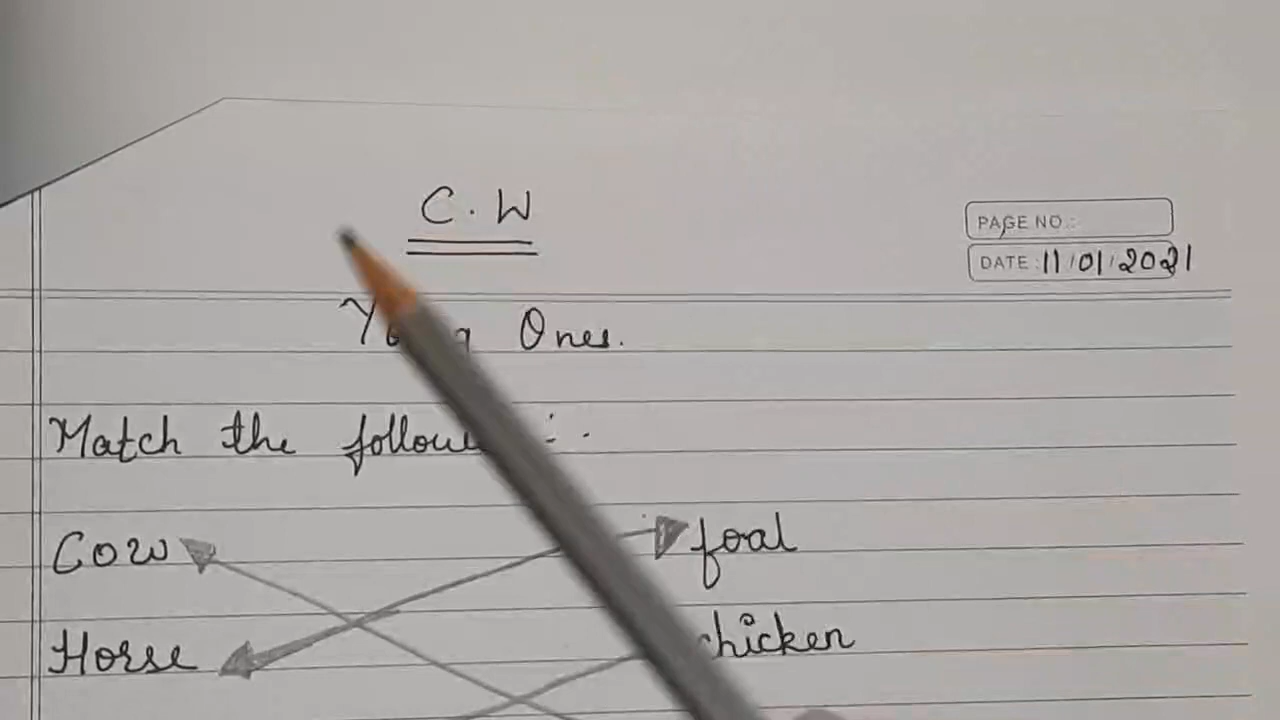 C.W
PAGE NO.:
DATE: 11/01/2021
Ones.
Match the :-
Cow foal
Horse chicken